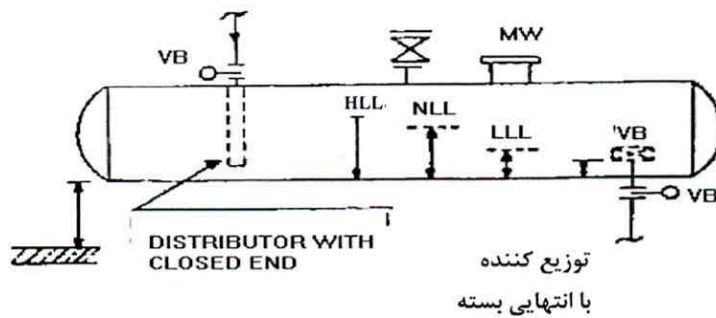 MW
VB
HLL
NLL
LLL
VB
VB
DISTRIBUTOR WITH
CLOSED END
توزیع کننده
با انتهایی بسته